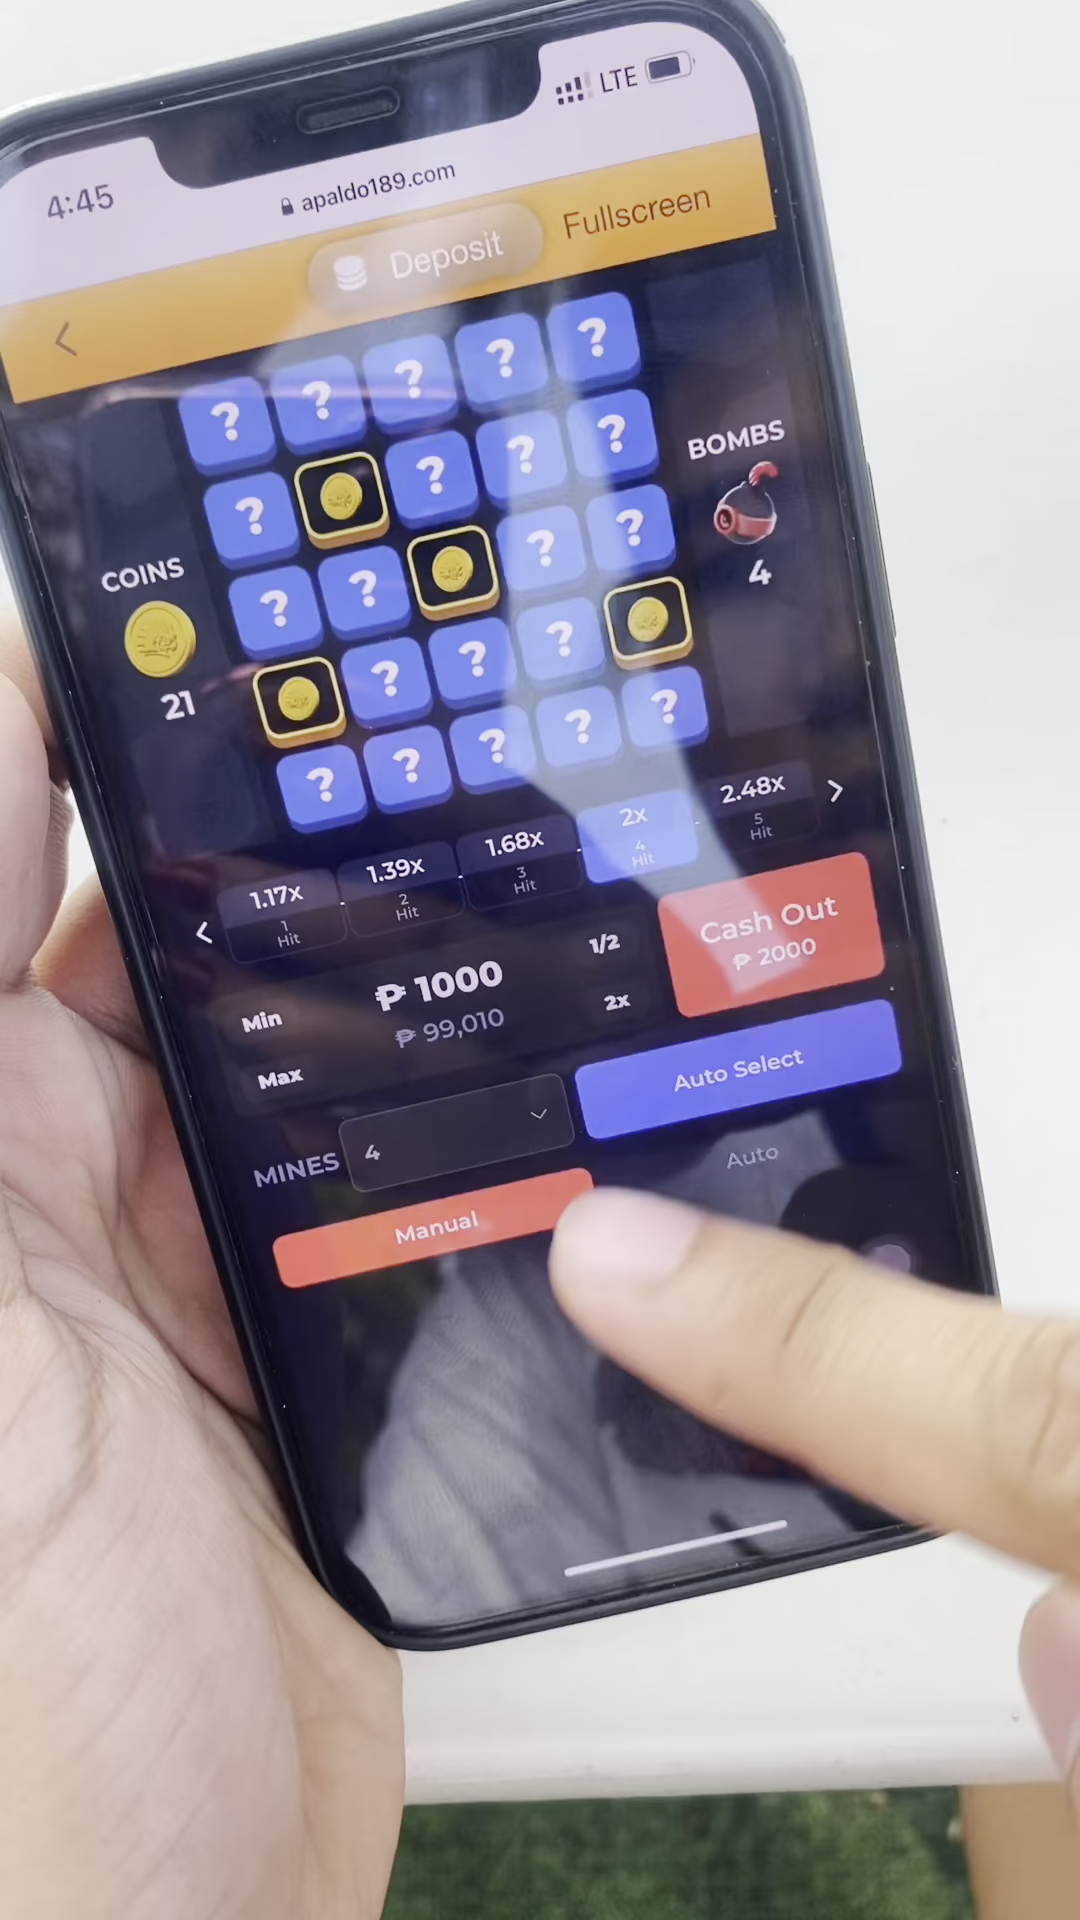 4:45
LTE
apaldo189.com
Deposit
Fullscreen
? ? ? ? ?
? ? ? ?
? ? ? ?
? ? ?
? ? ? ? ?
COINS
21
BOMBS
4
1.17x
1
Hit
1.39x
2
Hit
1.68x
3
Hit
2x
4
Hit
2.48x
5
Hit
Min
Max
₱ 1000
₱ 99,010
1/2
2x
Cash Out
₱ 2000
MINES
4
Auto Select
Manual
Auto